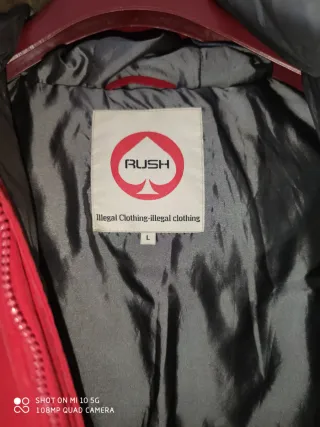 RUSH
Illegal Clothing-illegal clothing
L
SHOT ON MI 10 5G
108MP QUAD CAMERA